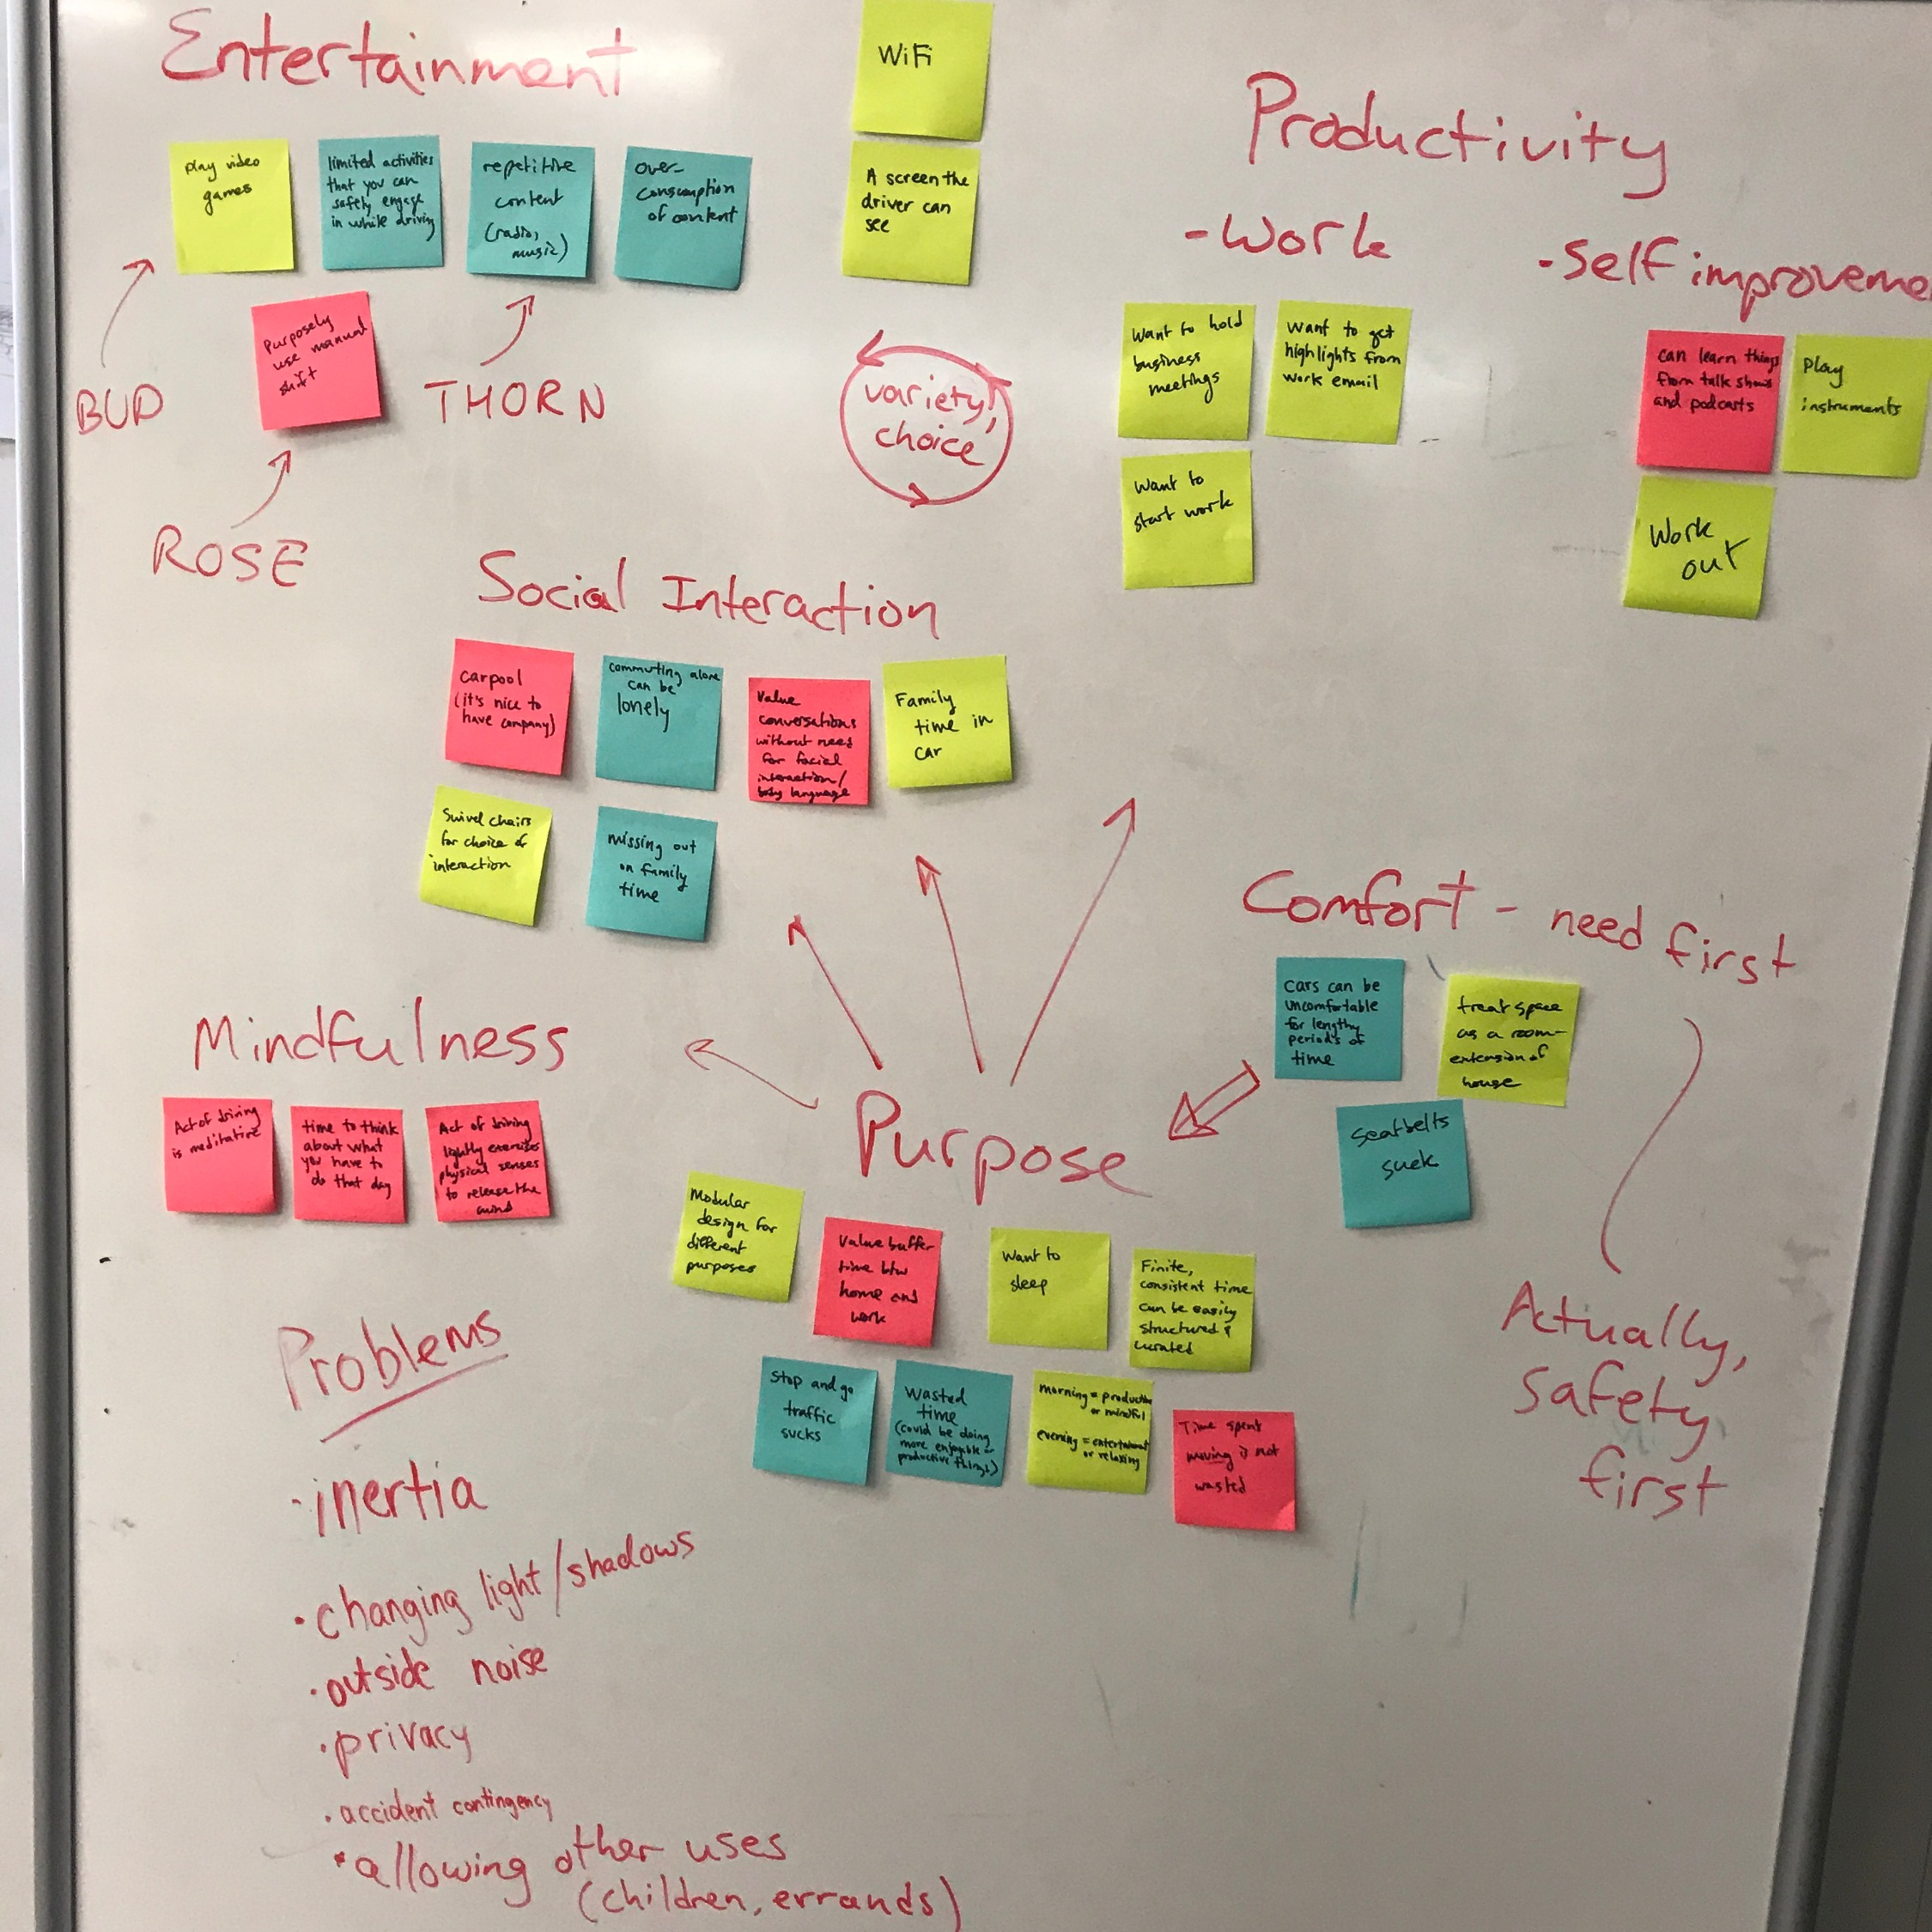 Entertainment
play video
games
limited activities
that you can
safely engage
in while driving
repetitive
content
(radio,
music)
over-
consumption
of content
Purposely
use manual
shift
BUD
THORN
ROSE
WiFi
A screen the
driver can
see
variety,
choice
Productivity
-Work
Want to hold
business
meetings
Want to get
highlights from
work email
Want to
start work
-Self improveme
can learn things
from talk shows
and podcasts
Play
instruments
Work
out
Social Interaction
carpool
(it's nice to
have company)
commuting alone
can be
lonely
Value
conversations
without need
for facial
interaction/
body language
Family
time in
car
Swivel chairs
for choice of
interaction
missing out
on family
time
Comfort - need first
Cars can be
uncomfortable
for lengthy
periods of
time
treat space
as a room-
extension of
house
Seatbelts
suck
Actually,
safety
first
Mindfulness
Act of driving
is meditative
time to think
about what
you have to
do that day
Act of driving
lightly exercises
physical senses
to release the
mind
Purpose
Modular
design for
different
purposes
Value buffer
time btw
home and
work
Want to
sleep
Finite,
consistent time
can be easily
structured &
curated
Stop and go
traffic
sucks
Wasted
time
(could be doing
more enjoyable or
productive things)
morning = productive
or mindful
evening = entertainment
or relaxing
Time spent
moving is not
wasted
Problems
·inertia
·changing light/shadows
·outside noise
·privacy
·accident contingency
·allowing other uses
(children, errands)